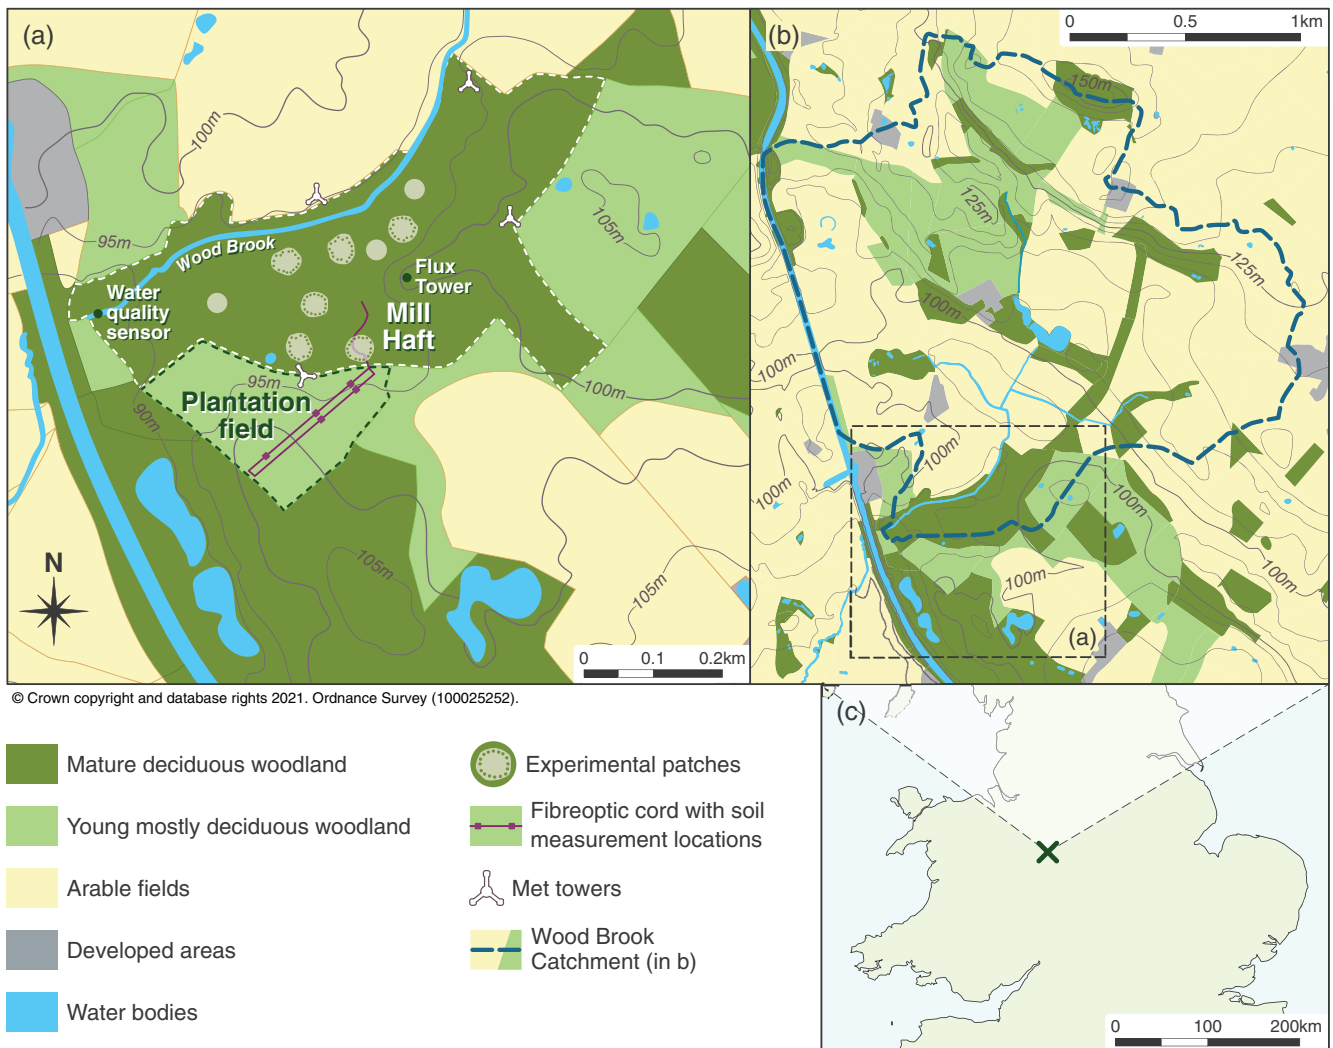 (a)
100m
95m
Wood Brook
Water
quality
sensor
Flux
Tower
Mill
Haft
105m
100m
95m
Plantation
field
90m
105m
105m
N
0 0.1 0.2km
(b)
0 0.5 1km
150m
125m
125m
100m
100m
100m
100m
100m
100m
100m
(a)
© Crown copyright and database rights 2021. Ordnance Survey (100025252).
(c)
0 100 200km
Mature deciduous woodland
Young mostly deciduous woodland
Arable fields
Developed areas
Water bodies
Experimental patches
Fibreoptic cord with soil
measurement locations
Met towers
Wood Brook
Catchment (in b)